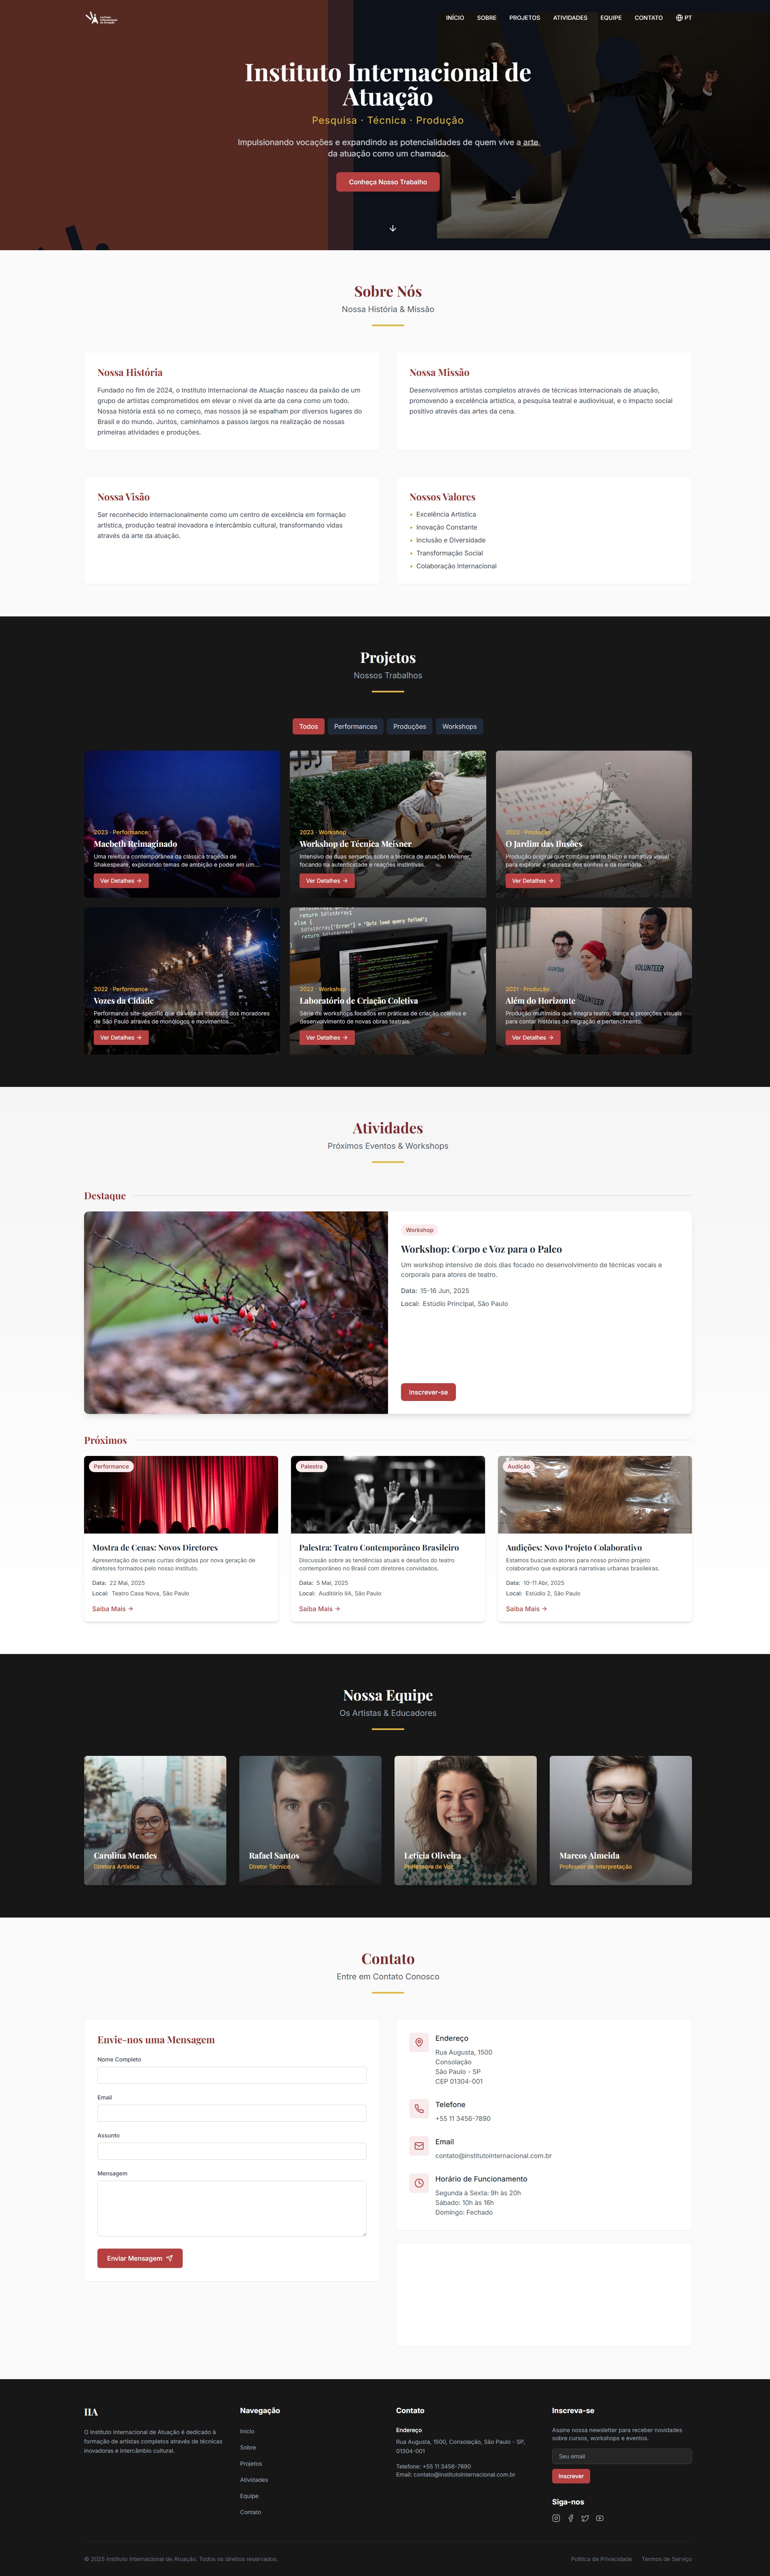 Instituto
Internacional
de Atuação
INÍCIO
SOBRE
PROJETOS
ATIVIDADES
EQUIPE
CONTATO
PT
Instituto Internacional de
Atuação
Pesquisa · Técnica · Produção
Impulsionando vocações e expandindo as potencialidades de quem vive a arte
da atuação como um chamado.
Conheça Nosso Trabalho
Sobre Nós
Nossa História & Missão
Nossa História
Fundado no fim de 2024, o Instituto Internacional de Atuação nasceu da paixão de um
grupo de artistas comprometidos em elevar o nível da arte da cena como um todo.
Nossa história está só no começo, mas nossos já se espalham por diversos lugares do
Brasil e do mundo. Juntos, caminhamos a passos largos na realização de nossas
primeiras atividades e produções.
Nossa Missão
Desenvolvemos artistas completos através de técnicas internacionais de atuação,
promovendo a excelência artística, a pesquisa teatral e audiovisual, e o impacto social
positivo através das artes da cena.
Nossa Visão
Ser reconhecido internacionalmente como um centro de excelência em formação
artística, produção teatral inovadora e intercâmbio cultural, transformando vidas
através da arte da atuação.
Nossos Valores
• Excelência Artística
• Inovação Constante
• Inclusão e Diversidade
• Transformação Social
• Colaboração Internacional
Projetos
Nossos Trabalhos
Todos
Performances
Produções
Workshops
2023 · Performance
Macbeth Reimaginado
Uma releitura contemporânea da clássica tragédia de
Shakespeare, explorando temas de ambição e poder em um...
Ver Detalhes →
2023 · Workshop
Workshop de Técnica Meisner
Intensivo de duas semanas sobre a técnica de atuação Meisner,
focando na autenticidade e reações instintivas.
Ver Detalhes →
2022 · Produção
O Jardim das Ilusões
Produção original que combina teatro físico e narrativa visual
para explorar a natureza dos sonhos e da memória.
Ver Detalhes →
2022 · Performance
Vozes da Cidade
Performance site-specific que dá vida às histórias dos moradores
de São Paulo através de monólogos e movimentos...
Ver Detalhes →
return $distArray;
else {
$distArray["Error"] = "Quiz load query failed";
return $distArray;
2022 · Workshop
Laboratório de Criação Coletiva
Série de workshops focados em práticas de criação coletiva e
desenvolvimento de novas obras teatrais.
Ver Detalhes →
VOLUNTEER
VOLUNTEER
VOLUNTEER
2021 · Produção
Além do Horizonte
Produção multimídia que integra teatro, dança e projeções visuais
para contar histórias de migração e pertencimento.
Ver Detalhes →
Atividades
Próximos Eventos & Workshops
Destaque
Workshop
Workshop: Corpo e Voz para o Palco
Um workshop intensivo de dois dias focado no desenvolvimento de técnicas vocais e
corporais para atores de teatro.
Data: 15-16 Jun, 2025
Local: Estúdio Principal, São Paulo
Inscrever-se
Próximos
Performance
Mostra de Cenas: Novos Diretores
Apresentação de cenas curtas dirigidas por nova geração de
diretores formados pelo nosso instituto.
Data: 22 Mai, 2025
Local: Teatro Casa Nova, São Paulo
Saiba Mais →
Palestra
Palestra: Teatro Contemporâneo Brasileiro
Discussão sobre as tendências atuais e desafios do teatro
contemporâneo no Brasil com diretores convidados.
Data: 5 Mai, 2025
Local: Auditório IIA, São Paulo
Saiba Mais →
Audição
Audições: Novo Projeto Colaborativo
Estamos buscando atores para nosso próximo projeto
colaborativo que explorará narrativas urbanas brasileiras.
Data: 10-11 Abr, 2025
Local: Estúdio 2, São Paulo
Saiba Mais →
Nossa Equipe
Os Artistas & Educadores
Carolina Mendes
Diretora Artística
Rafael Santos
Diretor Técnico
Letícia Oliveira
Professora de Voz
Marcos Almeida
Professor de Interpretação
Contato
Entre em Contato Conosco
Envie-nos uma Mensagem
Nome Completo
Email
Assunto
Mensagem
Enviar Mensagem
Endereço
Rua Augusta, 1500
Consolação
São Paulo - SP
CEP 01304-001
Telefone
+55 11 3456-7890
Email
contato@institutointernacional.com.br
Horário de Funcionamento
Segunda à Sexta: 9h às 20h
Sábado: 10h às 16h
Domingo: Fechado
IIA
O Instituto Internacional de Atuação é dedicado à
formação de artistas completos através de técnicas
inovadoras e intercâmbio cultural.
Navegação
Início
Sobre
Projetos
Atividades
Equipe
Contato
Contato
Endereço
Rua Augusta, 1500, Consolação, São Paulo - SP,
01304-001
Telefone: +55 11 3456-7890
Email: contato@institutointernacional.com.br
Inscreva-se
Assine nossa newsletter para receber novidades
sobre cursos, workshops e eventos.
Seu email
Inscrever
Siga-nos
© 2025 Instituto Internacional de Atuação. Todos os direitos reservados.
Política de Privacidade
Termos de Serviço